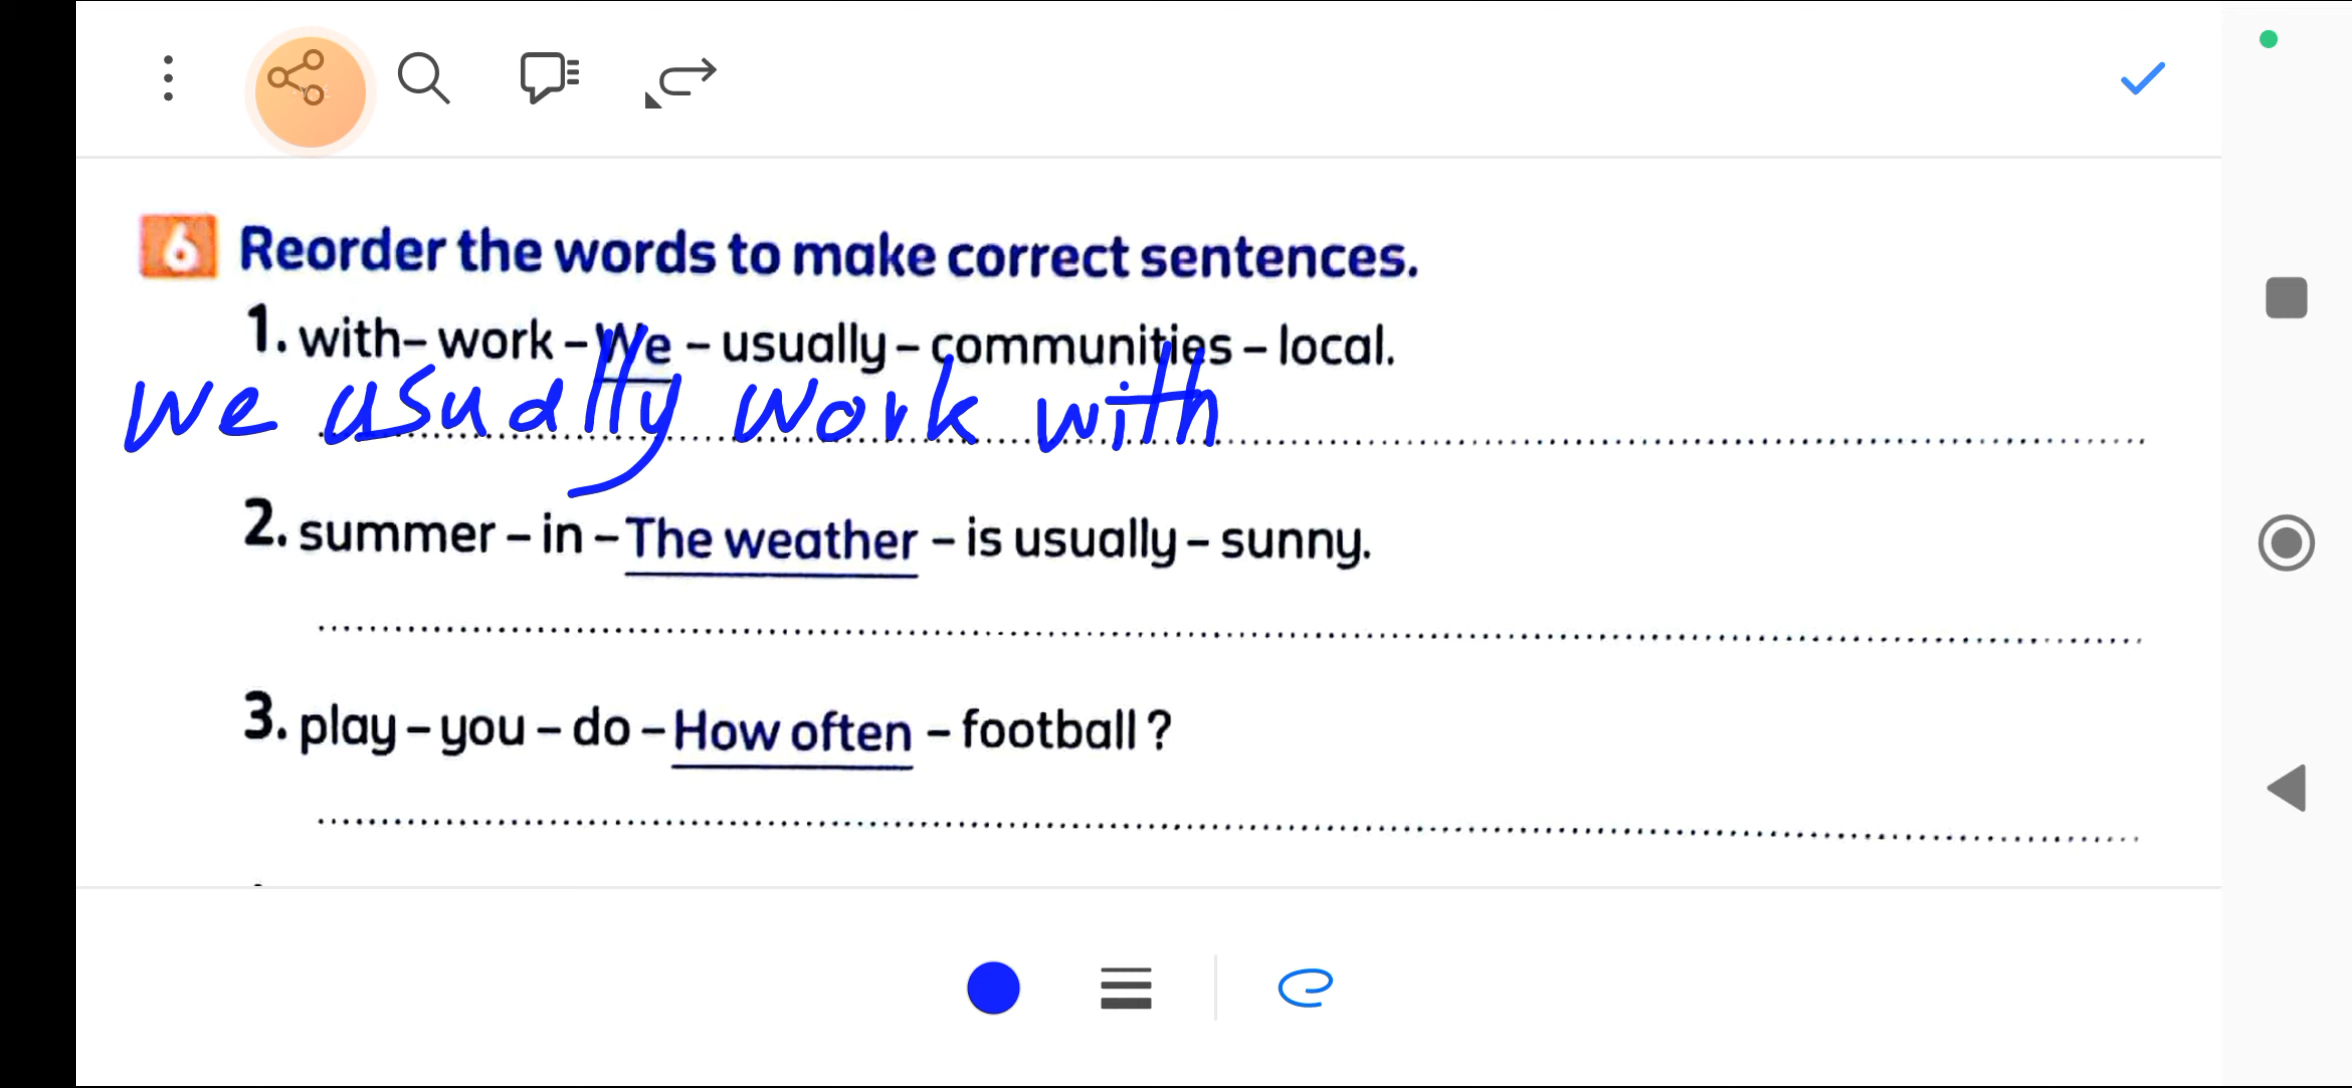 6 Reorder the words to make correct sentences.
1. with– work – We – usually – communities – local.
we usually work with
2. summer – in – The weather – is usually – sunny.
3. play – you – do – How often – football ?